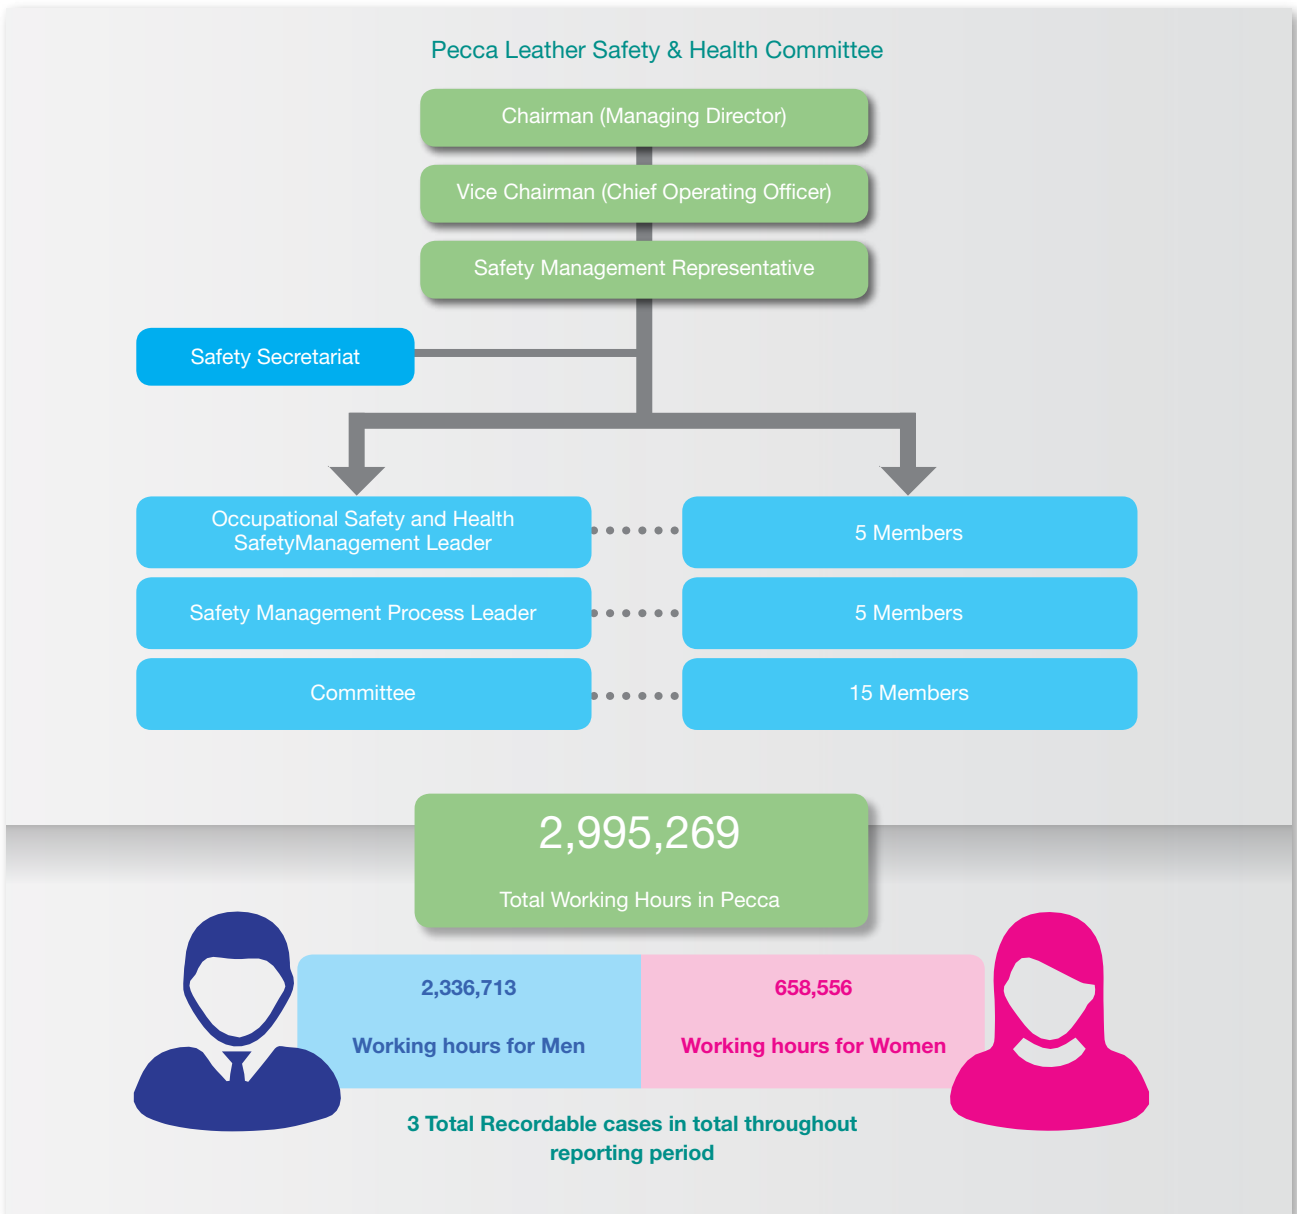 Pecca Leather Safety & Health Committee
Chairman (Managing Director)
Vice Chairman (Chief Operating Officer)
Safety Management Representative
Safety Secretariat
Occupational Safety and Health
SafetyManagement Leader
5 Members
Safety Management Process Leader
5 Members
Committee
15 Members
2,995,269
Total Working Hours in Pecca
2,336,713
Working hours for Men
658,556
Working hours for Women
3 Total Recordable cases in total throughout
reporting period